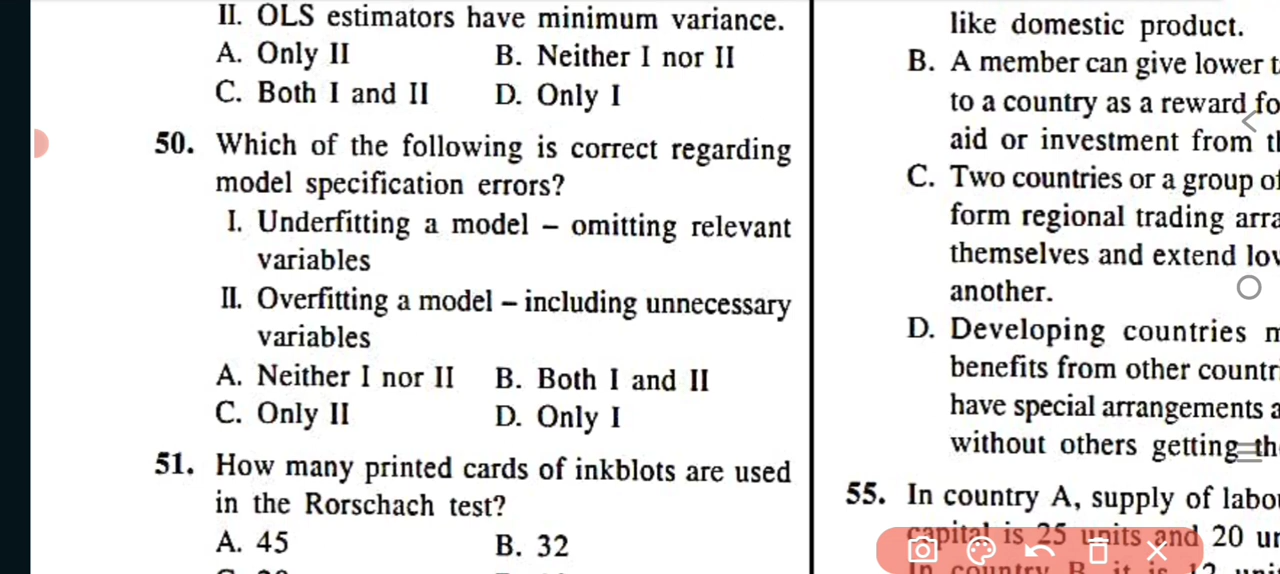 II. OLS estimators have minimum variance.
A. Only II B. Neither I nor II
C. Both I and II D. Only I
50. Which of the following is correct regarding
model specification errors?
I. Underfitting a model – omitting relevant
variables
II. Overfitting a model – including unnecessary
variables
A. Neither I nor II B. Both I and II
C. Only II D. Only I
51. How many printed cards of inkblots are used
in the Rorschach test?
A. 45 B. 32
like domestic product.
B. A member can give lower
to a country as a reward
aid or investment from
C. Two countries or a group
form regional trading
themselves and extend
another.
D. Developing countries
benefits from other
have special arrangements
without others getting
55. In country A, supply of
capital is 25 units and 20
In country B, it is